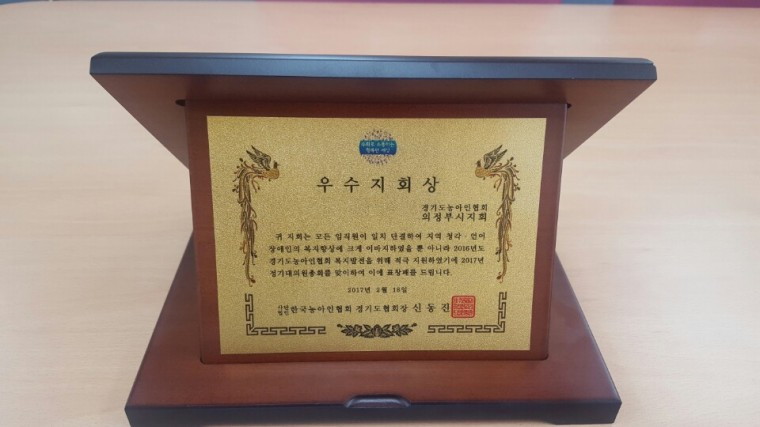 우수지회상
경기도농아인협회
의정부시지회
귀 지회는 모든 임직원이 일치 단결하여 지역 청각 · 언어
장애인의 복지향상에 크게 이바지하였을 뿐 아니라 2016년도
경기도농아인협회 복지발전을 위해 적극 지원하였기에 2017년
정기대의원총회를 맞이하여 이에 표창패를 드립니다.
2017년 2월 16일
사단법인 한국농아인협회 경기도협회장 신동진